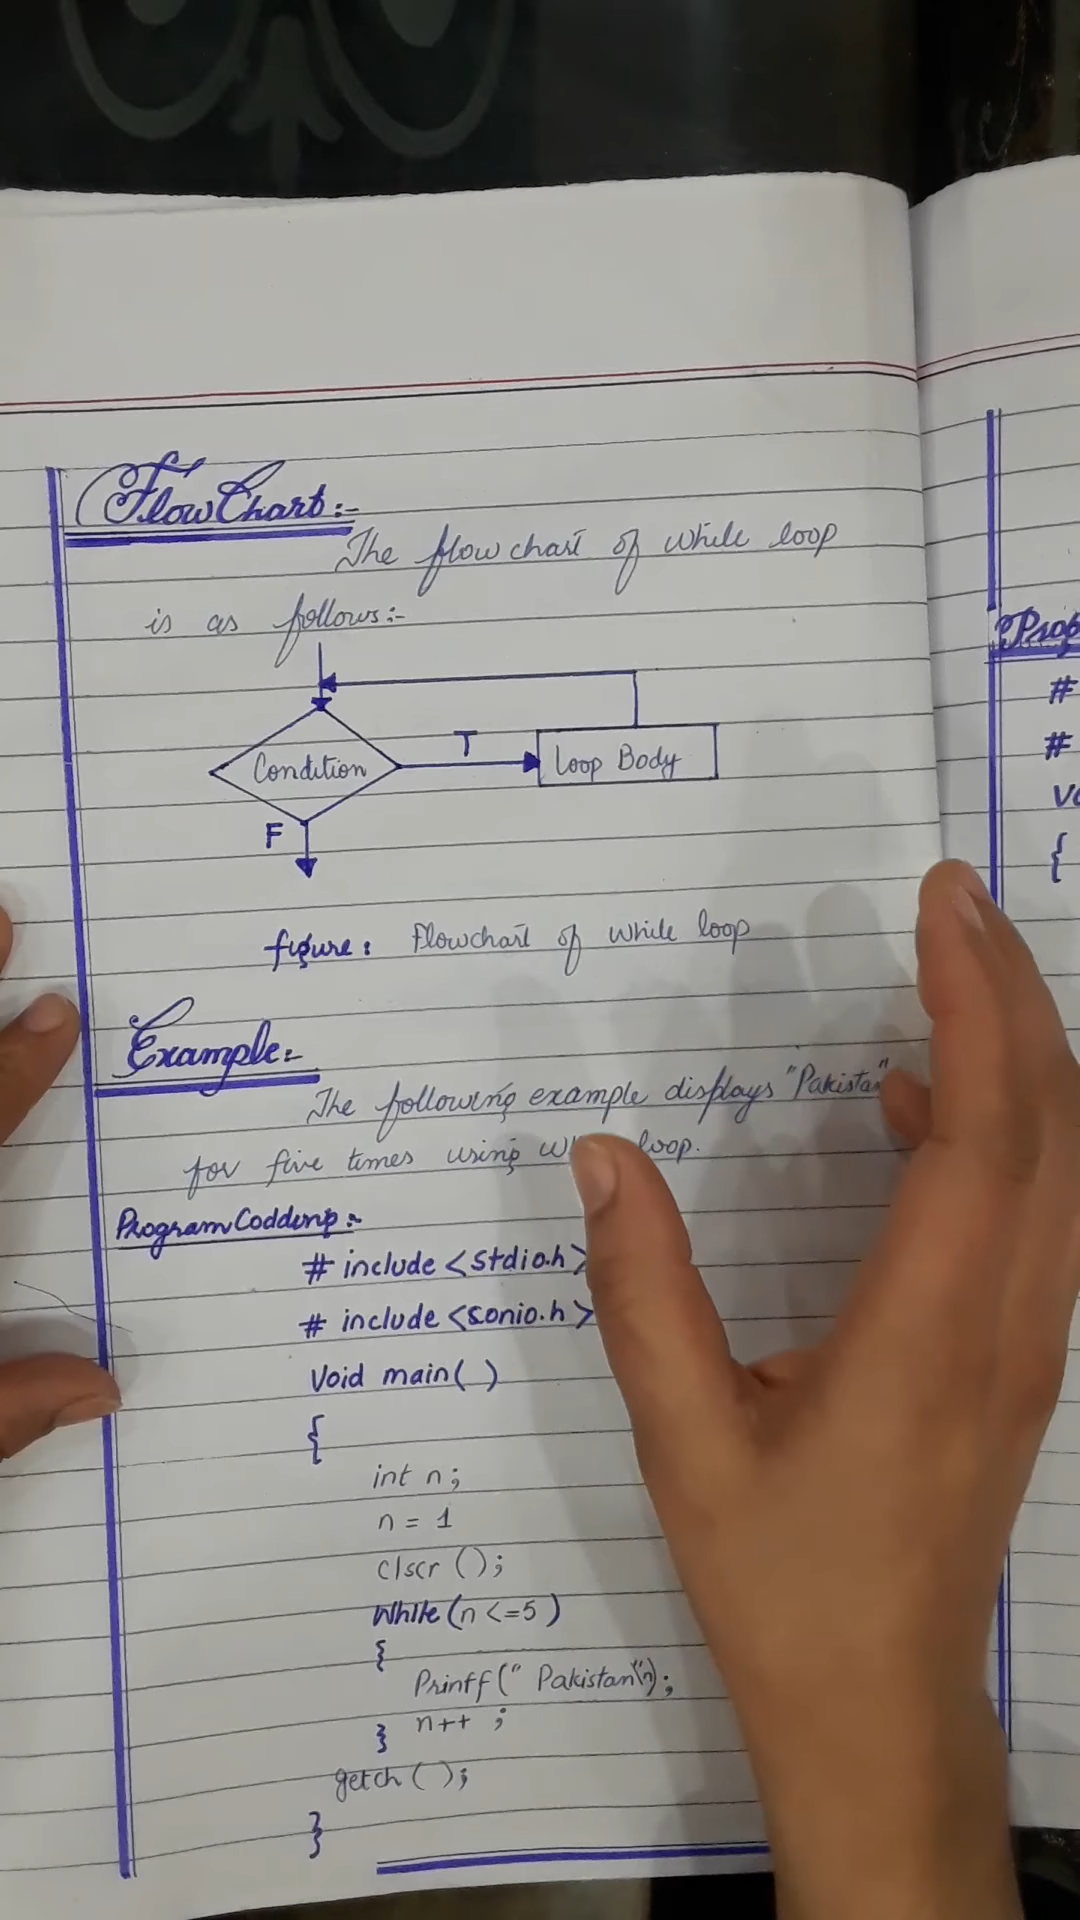 FlowChart:-
The flow chart of while loop
is as follows:-
Condition
T
Loop Body
F
figure: Flowchart of while loop
Example:-
The following example displays "Pakistan"
for five times using loop.
Program Codding:-
# include <stdio.h>
# include <sonio.h>
Void main( )
{
int n;
n = 1
clscr ();
While (n <=5 )
{
Printf (" Pakistan\n");
n++ ;
}
getch ( );
}
#
#
{